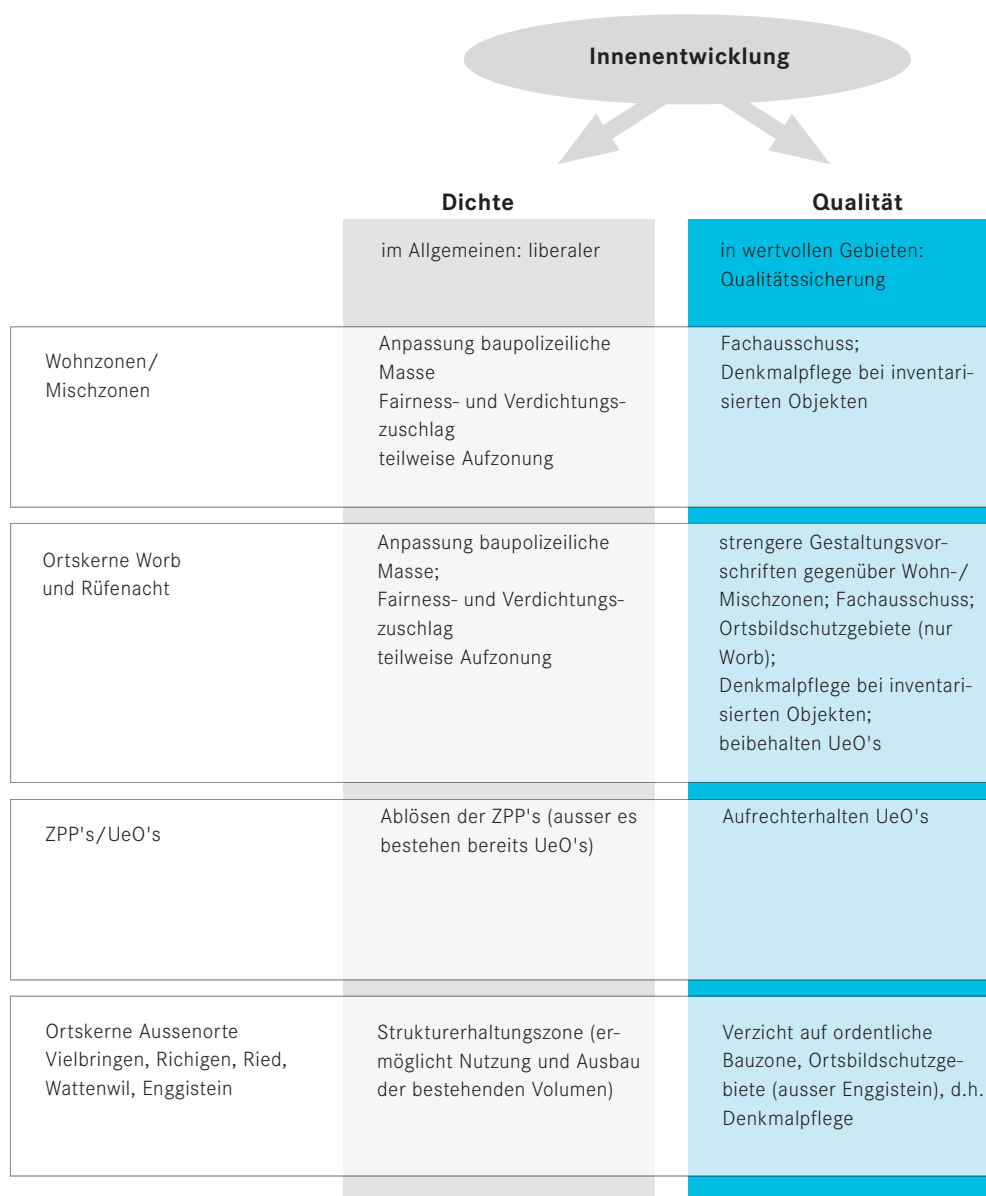 Innenentwicklung
Dichte
Qualität
im Allgemeinen: liberaler
in wertvollen Gebieten:
Qualitätssicherung
Wohnzonen/
Mischzonen
Anpassung baupolizeiliche
Masse
Fairness- und Verdichtungs-
zuschlag
teilweise Aufzonung
Fachausschuss;
Denkmalpflege bei inventari-
sierten Objekten
Ortskerne Worb
und Rüfenacht
Anpassung baupolizeiliche
Masse;
Fairness- und Verdichtungs-
zuschlag
teilweise Aufzonung
strengere Gestaltungsvor-
schriften gegenüber Wohn-/
Mischzonen; Fachausschuss;
Ortsbildschutzgebiete (nur
Worb);
Denkmalpflege bei inventari-
sierten Objekten;
beibehalten UeO's
ZPP's/UeO's
Ablösen der ZPP's (ausser es
bestehen bereits UeO's)
Aufrechterhalten UeO's
Ortskerne Aussenorte
Vielbringen, Richigen, Ried,
Wattenwil, Enggistein
Strukturerhaltungszone (er-
möglicht Nutzung und Ausbau
der bestehenden Volumen)
Verzicht auf ordentliche
Bauzone, Ortsbildschutzge-
biete (ausser Enggistein), d.h.
Denkmalpflege